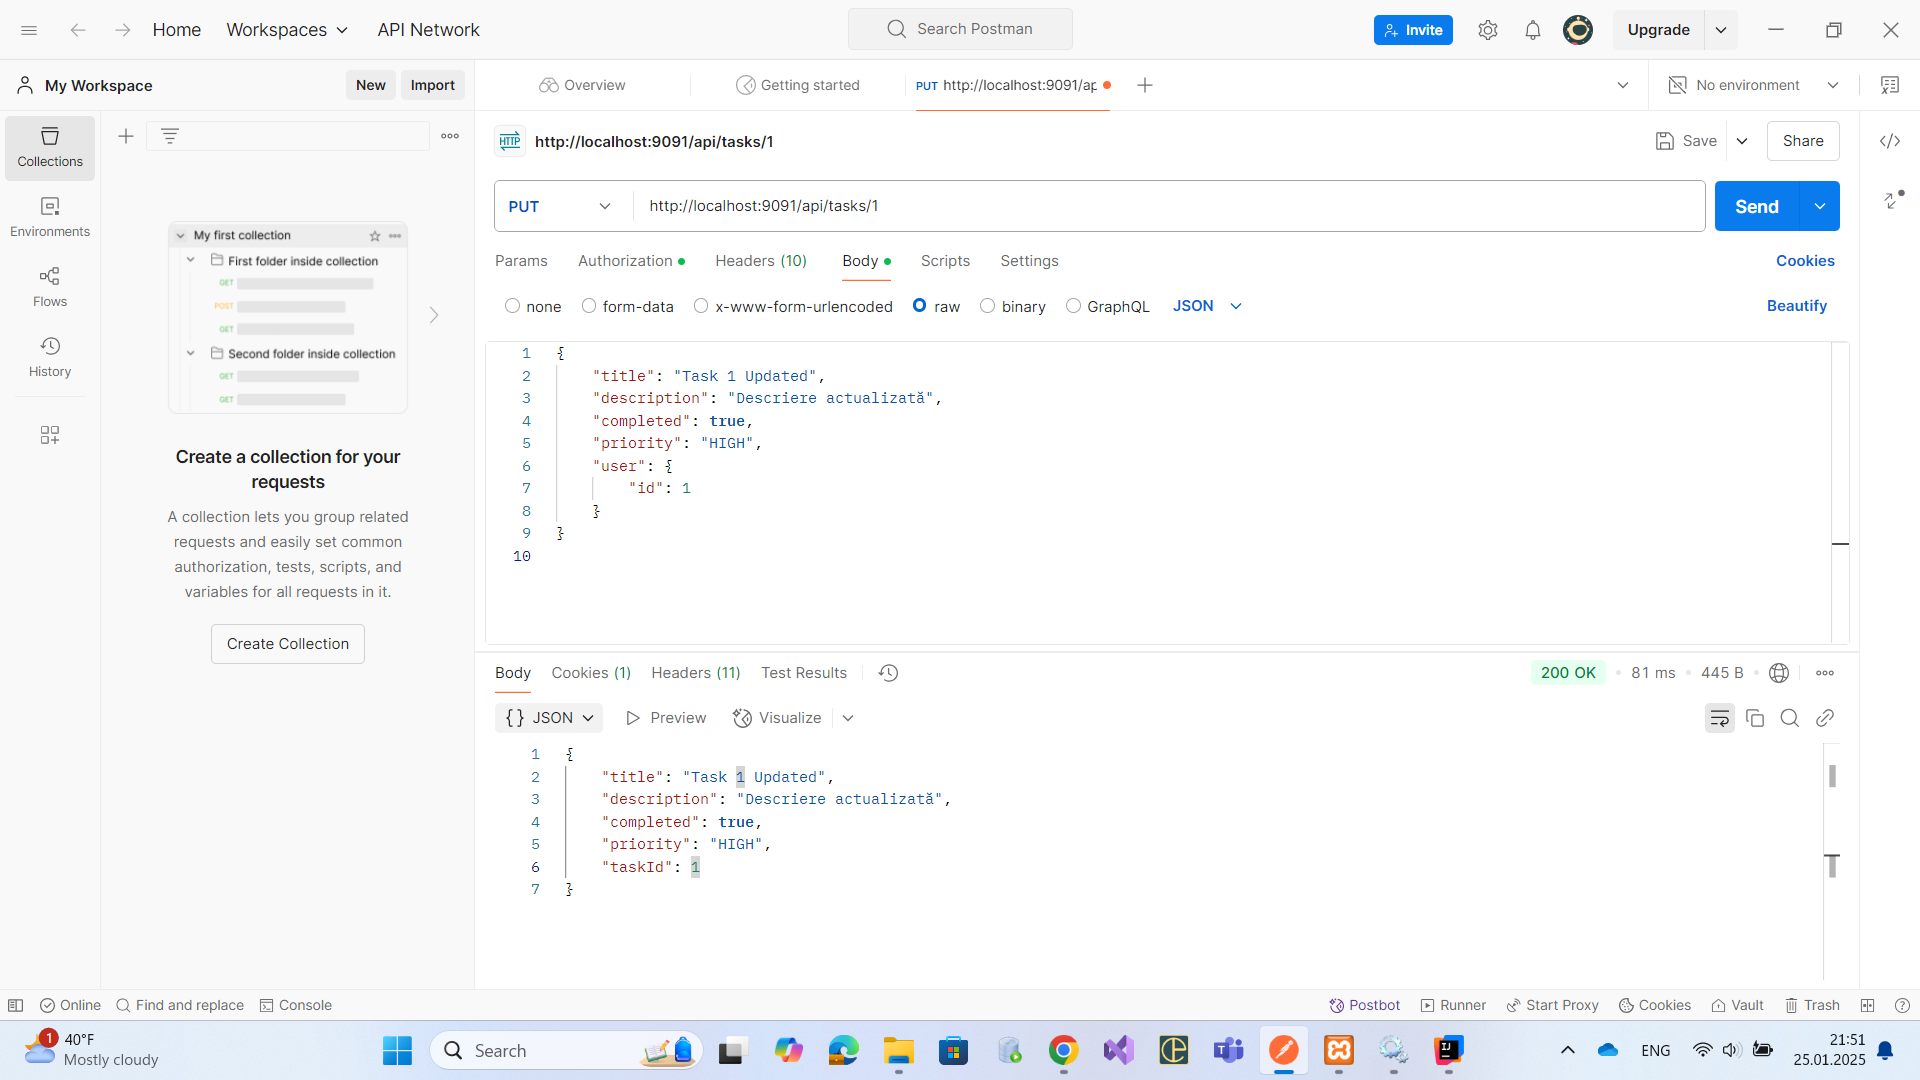 Home
Workspaces
API Network
Search Postman
Invite
Upgrade
My Workspace
New
Import
Overview
Getting started
PUT http://localhost:9091/ap
No environment
Collections
Environments
Flows
History
My first collection
First folder inside collection
GET
POST
GET
Second folder inside collection
GET
GET
Create a collection for your
requests
A collection lets you group related
requests and easily set common
authorization, tests, scripts, and
variables for all requests in it.
Create Collection
HTTP http://localhost:9091/api/tasks/1
Save
Share
PUT
http://localhost:9091/api/tasks/1
Send
Params
Authorization
Headers (10)
Body
Scripts
Settings
Cookies
none
form-data
x-www-form-urlencoded
raw
binary
GraphQL
JSON
Beautify
1 {
2 "title": "Task 1 Updated",
3 "description": "Descriere actualizată",
4 "completed": true,
5 "priority": "HIGH",
6 "user": {
7 "id": 1
8 }
9 }
10
Body
Cookies (1)
Headers (11)
Test Results
200 OK
81 ms
445 B
{} JSON
Preview
Visualize
1 {
2 "title": "Task 1 Updated",
3 "description": "Descriere actualizată",
4 "completed": true,
5 "priority": "HIGH",
6 "taskId": 1
7 }
Online
Find and replace
Console
Postbot
Runner
Start Proxy
Cookies
Vault
Trash
1
40°F
Mostly cloudy
Search
ENG
21:51
25.01.2025